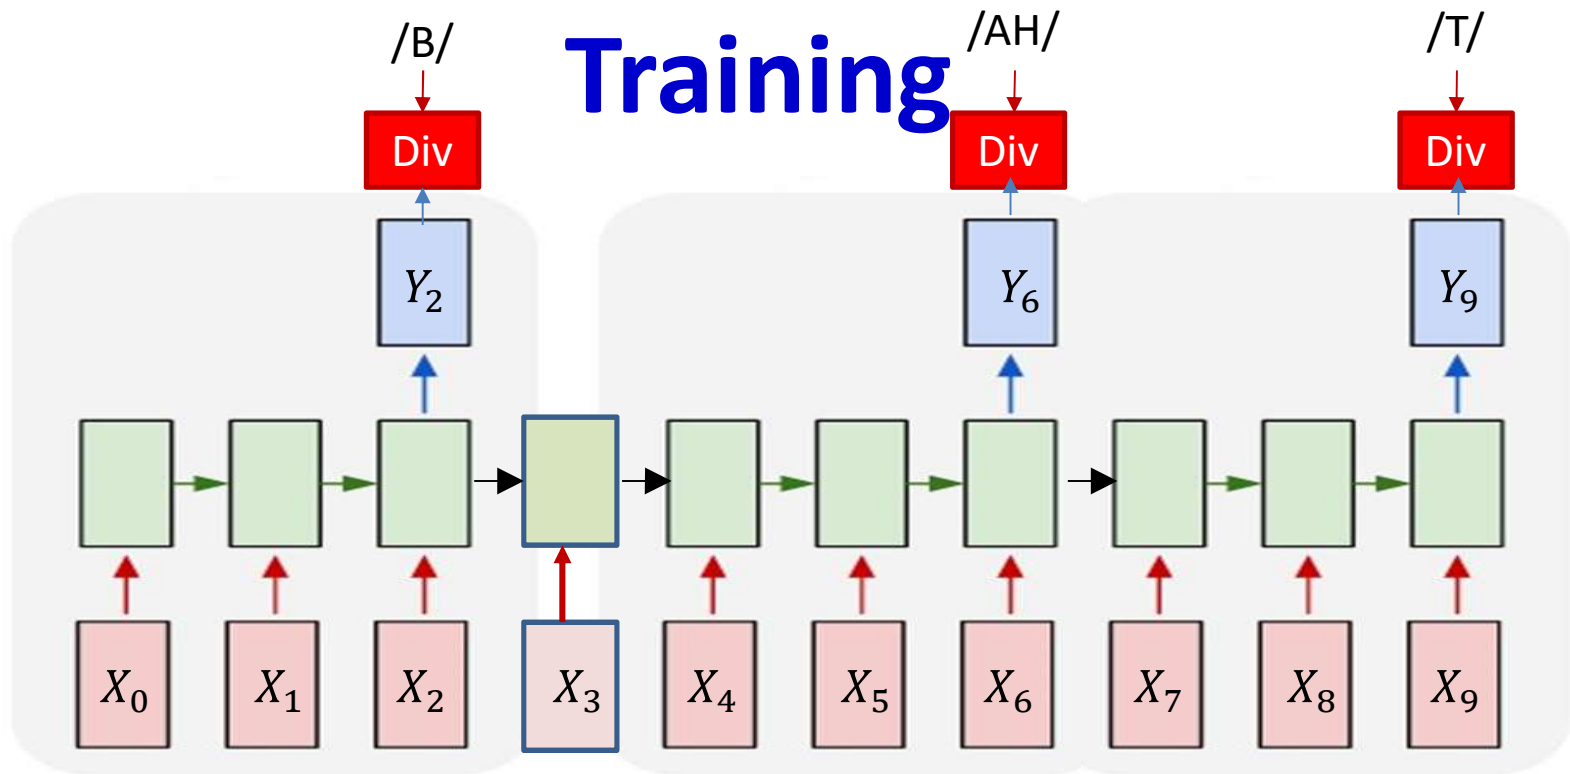 /B/
Training
/AH/
/T/
Div
Div
Div
Y₂
Y₆
Y₉
X₀
X₁
X₂
X₃
X₄
X₅
X₆
X₇
X₈
X₉